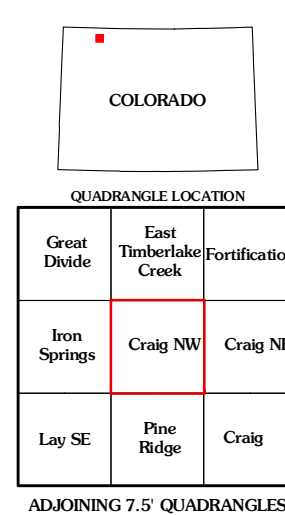 COLORADO
QUADRANGLE LOCATION
Great
Divide
East
Timberlake
Creek
Fortificatio
Iron
Springs
Craig NW
Craig NE
Lay SE
Pine
Ridge
Craig
ADJOINING 7.5' QUADRANGLES